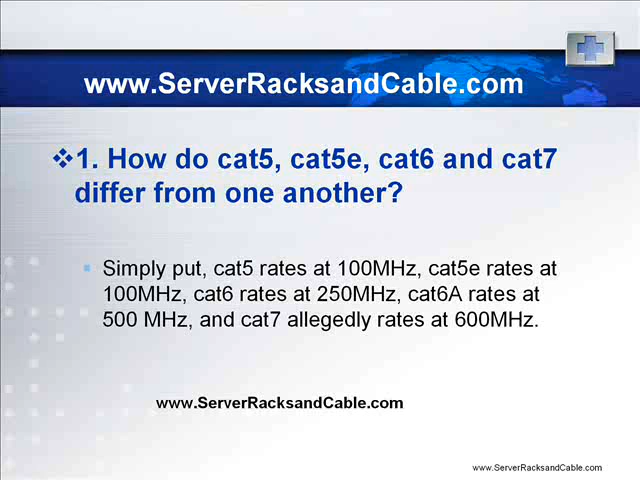 www.ServerRacksandCable.com
❖1. How do cat5, cat5e, cat6 and cat7
differ from one another?
▪ Simply put, cat5 rates at 100MHz, cat5e rates at
100MHz, cat6 rates at 250MHz, cat6A rates at
500 MHz, and cat7 allegedly rates at 600MHz.
www.ServerRacksandCable.com
www.ServerRacksandCable.com